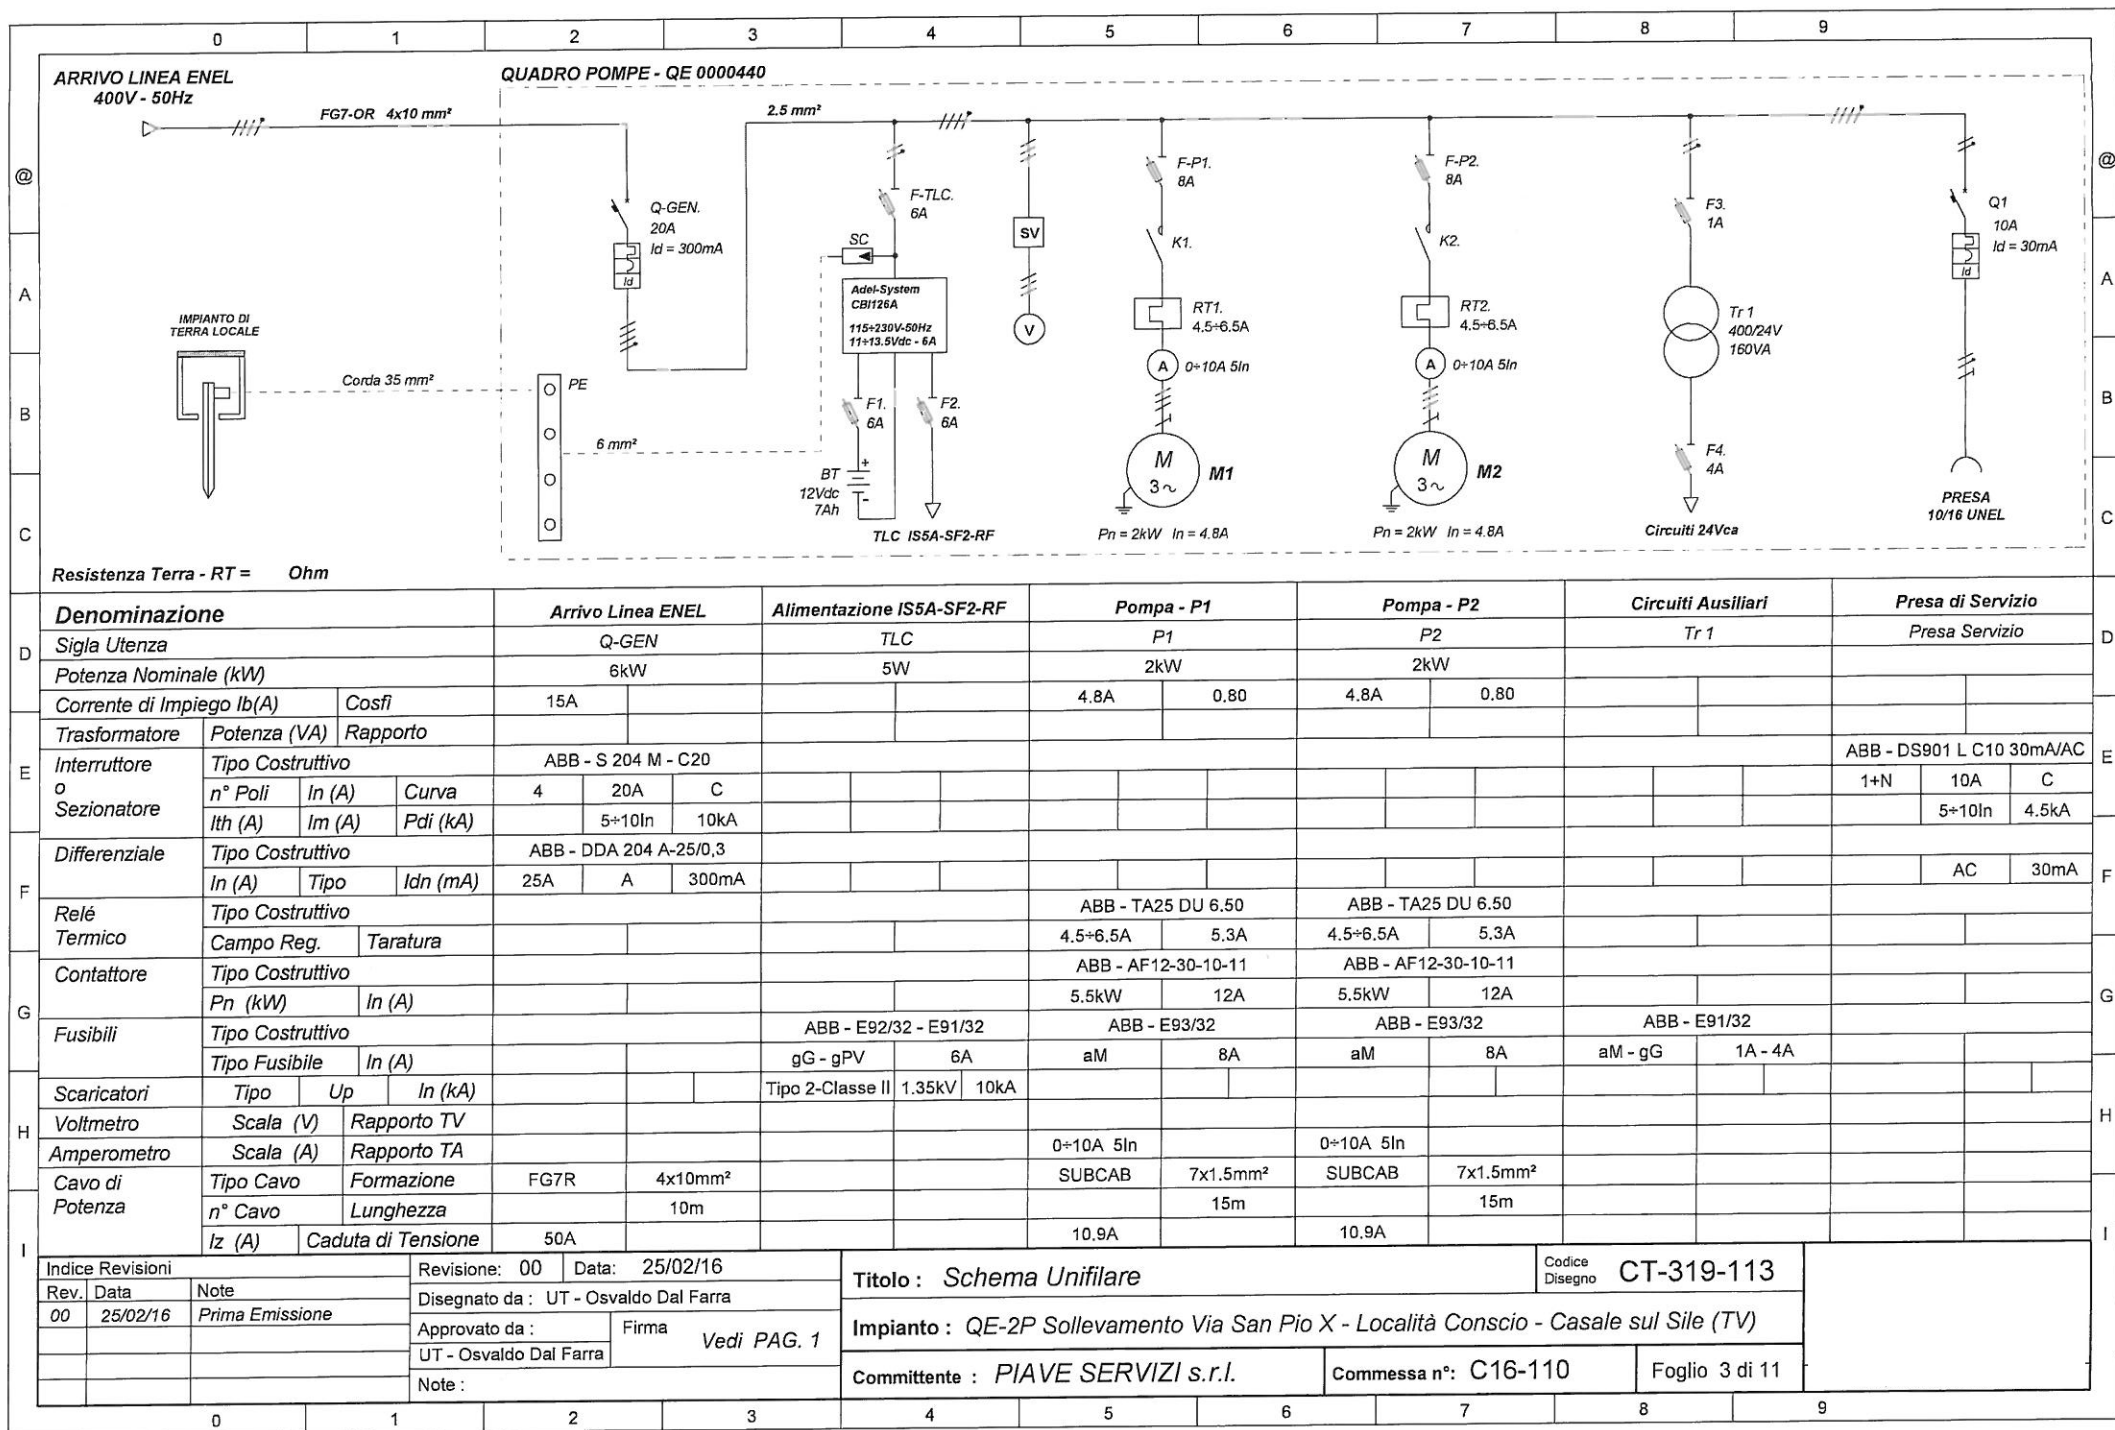 0 1 2 3 4 5 6 7 8 9
ARRIVO LINEA ENEL
400V - 50Hz
QUADRO POMPE - QE 0000440
FG7-OR 4x10 mm²
2.5 mm²
@ @
Q-GEN.
20A
Id = 300mA
Id
F-TLC.
6A
SC
SV
V
F-P1.
8A
K1.
F-P2.
8A
K2.
F3.
1A
Q1
10A
Id = 30mA
Id
A A
Adel-System
CBI126A
115÷230V-50Hz
11÷13.5Vdc - 6A
RT1.
4.5÷6.5A
RT2.
4.5÷6.5A
Tr 1
400/24V
160VA
IMPIANTO DI
TERRA LOCALE
Corda 35 mm²
PE
A 0÷10A 5In
A 0÷10A 5In
B B
F1.
6A
F2.
6A
6 mm²
F4.
4A
BT
12Vdc
7Ah
+
-
M
3~
M1
M
3~
M2
PRESA
10/16 UNEL
C C
TLC IS5A-SF2-RF
Pn = 2kW In = 4.8A
Pn = 2kW In = 4.8A
Circuiti 24Vca
Resistenza Terra - RT = Ohm
Denominazione Arrivo Linea ENEL Alimentazione IS5A-SF2-RF Pompa - P1 Pompa - P2 Circuiti Ausiliari Presa di Servizio
D Sigla Utenza Q-GEN TLC P1 P2 Tr 1 Presa Servizio D
Potenza Nominale (kW) 6kW 5W 2kW 2kW
Corrente di Impiego Ib(A) Cosfi 15A 4.8A 0.80 4.8A 0.80
Trasformatore Potenza (VA) Rapporto
E Interruttore Tipo Costruttivo ABB - S 204 M - C20 ABB - DS901 L C10 30mA/AC E
o n° Poli In (A) Curva 4 20A C 1+N 10A C
Sezionatore Ith (A) Im (A) Pdi (kA) 5÷10In 10kA 5÷10In 4.5kA
Differenziale Tipo Costruttivo ABB - DDA 204 A-25/0,3
F In (A) Tipo Idn (mA) 25A A 300mA AC 30mA F
Relé Tipo Costruttivo ABB - TA25 DU 6.50 ABB - TA25 DU 6.50
Termico Campo Reg. Taratura 4.5÷6.5A 5.3A 4.5÷6.5A 5.3A
Contattore Tipo Costruttivo ABB - AF12-30-10-11 ABB - AF12-30-10-11
G Pn (kW) In (A) 5.5kW 12A 5.5kW 12A G
Fusibili Tipo Costruttivo ABB - E92/32 - E91/32 ABB - E93/32 ABB - E93/32 ABB - E91/32
Tipo Fusibile In (A) gG - gPV 6A aM 8A aM 8A aM - gG 1A - 4A
Scaricatori Tipo Up In (kA) Tipo 2-Classe II 1.35kV 10kA
H Voltmetro Scala (V) Rapporto TV H
Amperometro Scala (A) Rapporto TA 0÷10A 5In 0÷10A 5In
Cavo di Tipo Cavo Formazione FG7R 4x10mm² SUBCAB 7x1.5mm² SUBCAB 7x1.5mm²
Potenza n° Cavo Lunghezza 10m 15m 15m
I Iz (A) Caduta di Tensione 50A 10.9A 10.9A I
Indice Revisioni
Rev. Data Note
00 25/02/16 Prima Emissione
Revisione: 00 Data: 25/02/16
Disegnato da : UT - Osvaldo Dal Farra
Approvato da : Firma Vedi PAG. 1
UT - Osvaldo Dal Farra
Note :
Titolo : Schema Unifilare
Codice
Disegno CT-319-113
Impianto : QE-2P Sollevamento Via San Pio X - Località Conscio - Casale sul Sile (TV)
Committente : PIAVE SERVIZI s.r.l. Commessa n°: C16-110 Foglio 3 di 11
0 1 2 3 4 5 6 7 8 9